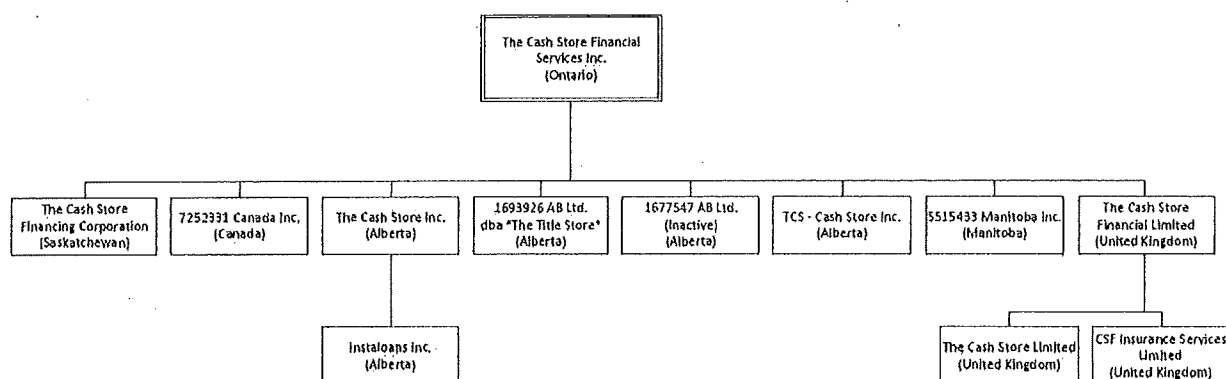 The Cash Store Financial
Services Inc.
(Ontario)
The Cash Store
Financing Corporation
(Saskatchewan)
7252331 Canada Inc,
(Canada)
The Cash Store Inc.
(Alberta)
1693926 AB Ltd.
dba "The Title Store"
(Alberta)
1677547 AB Ltd.
(Inactive)
(Alberta)
TCS - Cash Store Inc.
(Alberta)
5515433 Manitoba Inc.
(Manitoba)
The Cash Store
Financial Limited
(United Kingdom)
Instaloans Inc.
(Alberta)
The Cash Store Limited
(United Kingdom)
CSF Insurance Services
Limited
(United Kingdom)